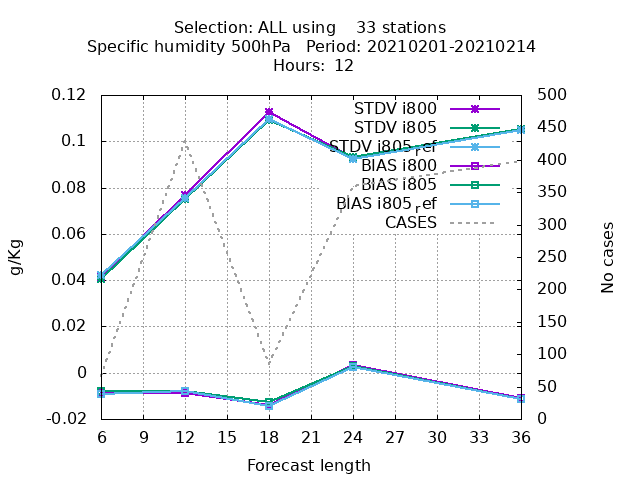 Selection: ALL using    33 stations
Specific humidity 500hPa   Period: 20210201-20210214
Hours:  12
0.12
0.1
0.08
0.06
0.04
0.02
0
-0.02
g/Kg
STDV i800
STDV i805
STDV i805_ref
BIAS i800
BIAS i805
BIAS i805_ref
CASES
500
450
400
350
300
250
200
150
100
50
0
No cases
6 9 12 15 18 21 24 27 30 33 36
Forecast length